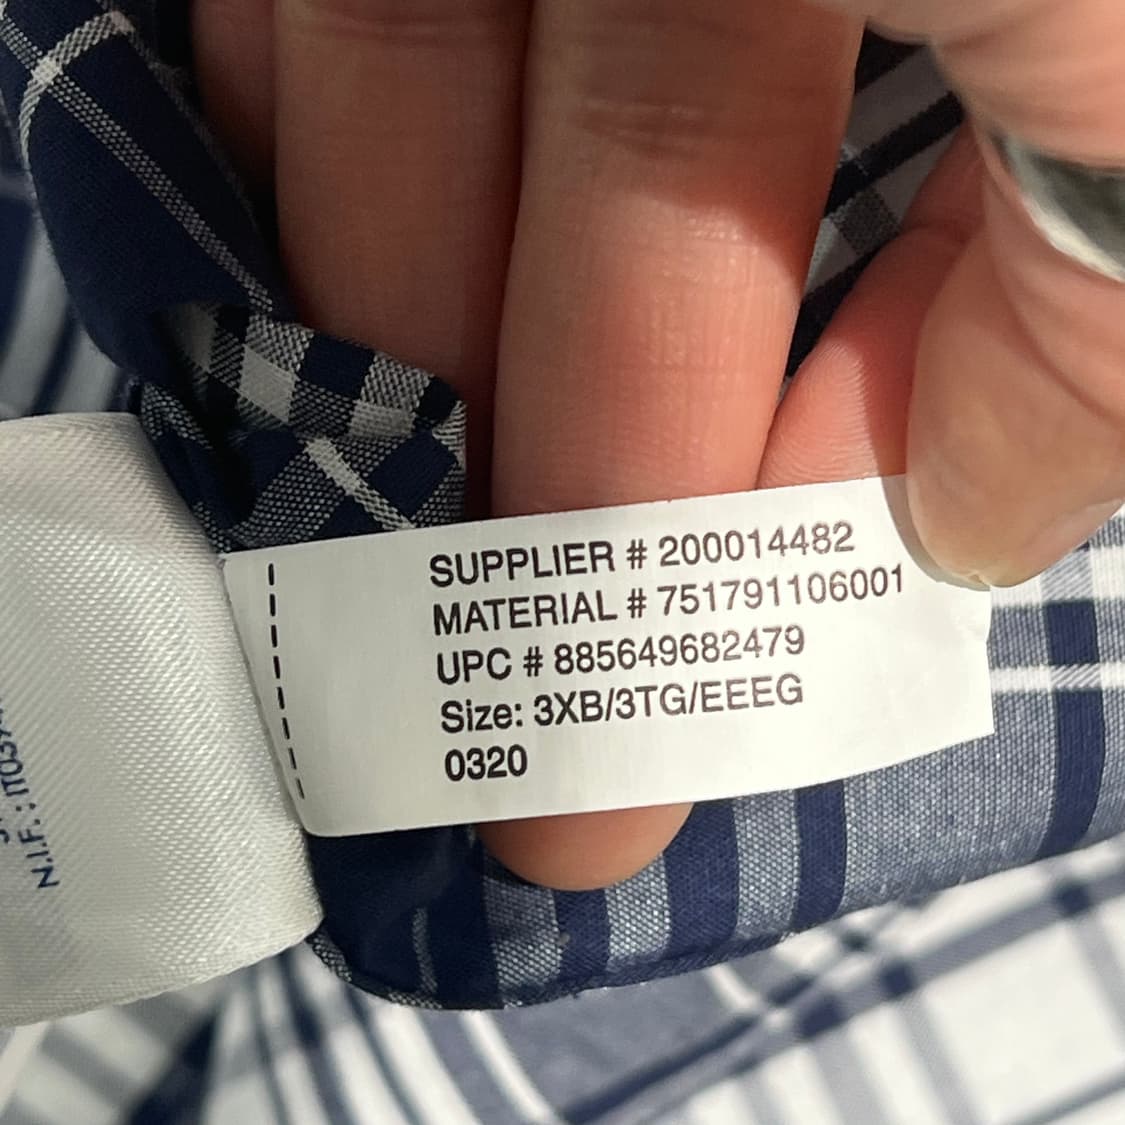 SUPPLIER # 200014482
MATERIAL # 751791106001
UPC # 885649682479
Size: 3XB/3TG/EEEG
0320
N.I.F.: